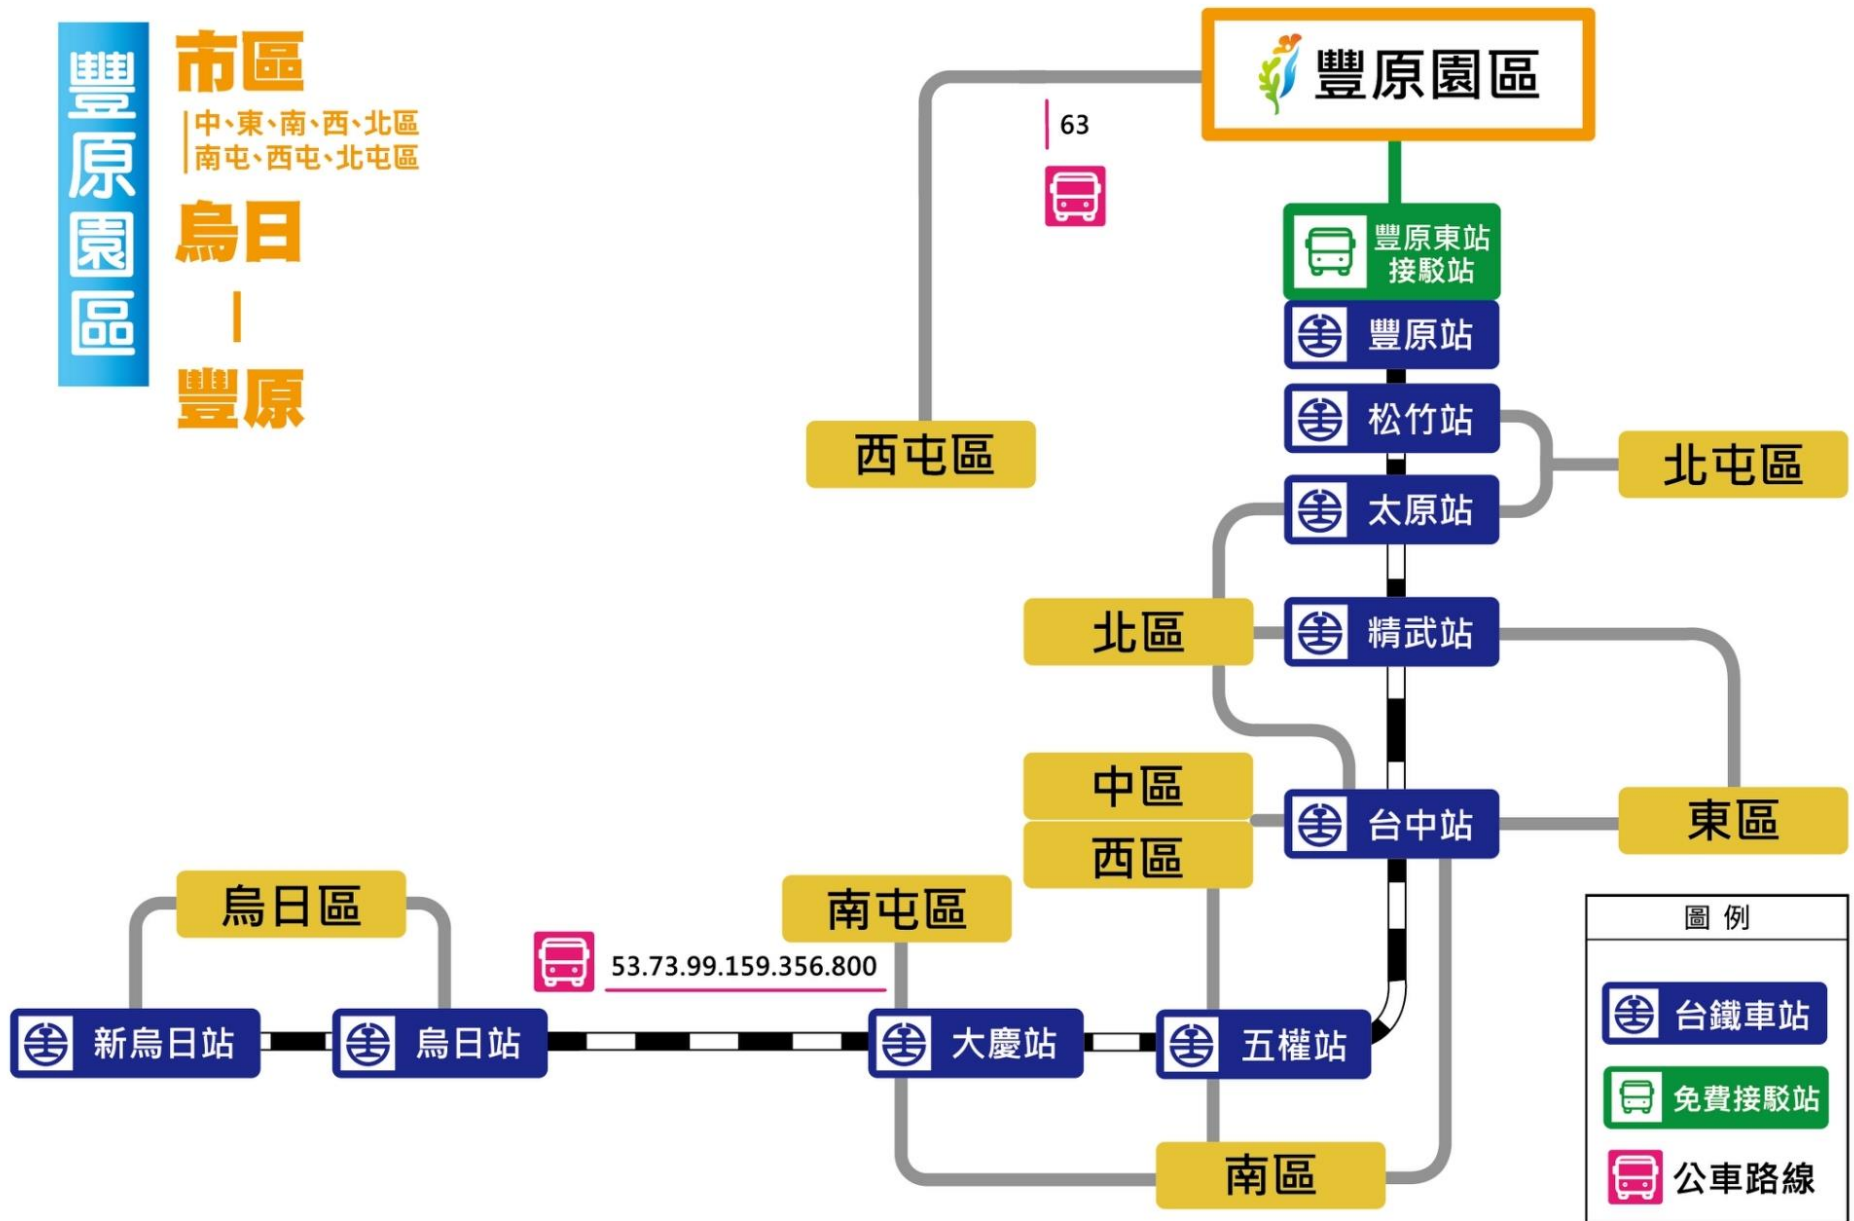 豐原園區
市區
中、東、南、西、北區
南屯、西屯、北屯區
烏日
豐原
豐原園區
63
豐原東站
接駁站
豐原站
松竹站
西屯區
北屯區
太原站
北區
精武站
中區
西區
台中站
東區
烏日區
南屯區
53.73.99.159.356.800
新烏日站
烏日站
大慶站
五權站
南區
圖例
台鐵車站
免費接駁站
公車路線